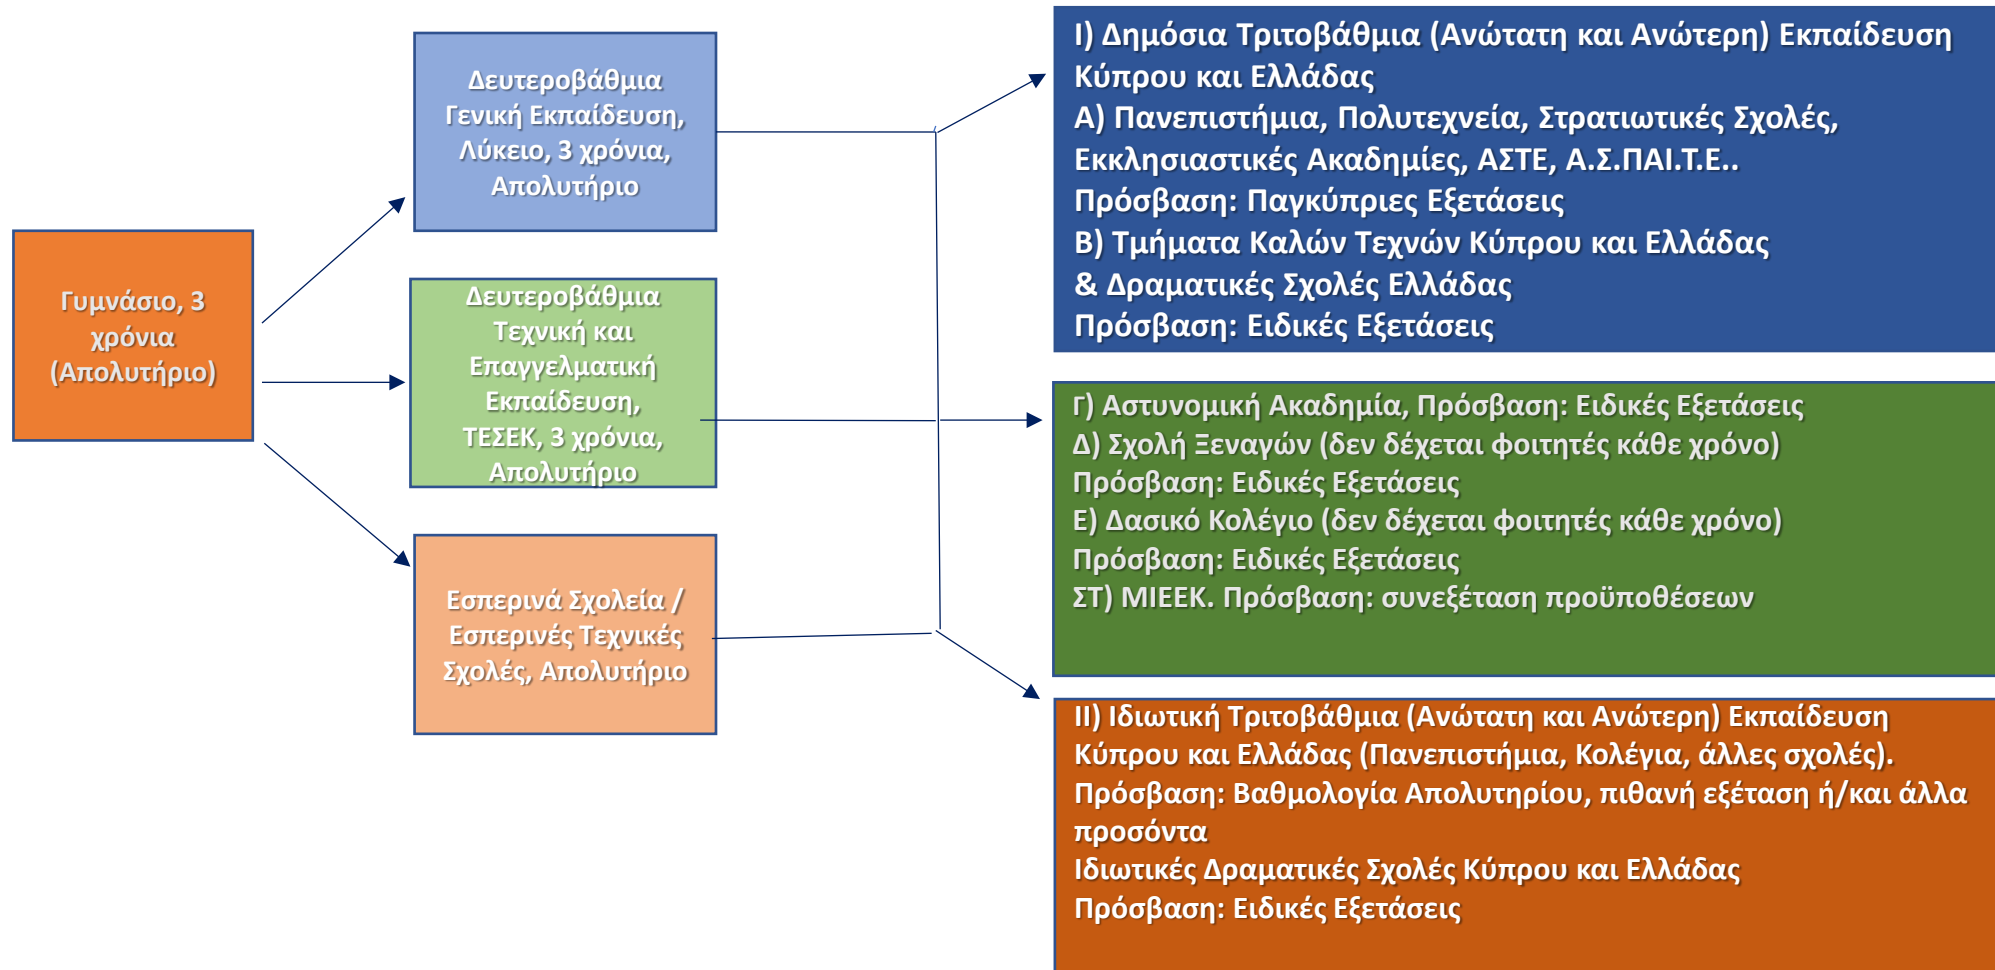 Γυμνάσιο, 3
χρόνια
(Απολυτήριο)
Δευτεροβάθμια
Γενική Εκπαίδευση,
Λύκειο, 3 χρόνια,
Απολυτήριο
Δευτεροβάθμια
Τεχνική και
Επαγγελματική
Εκπαίδευση,
ΤΕΣΕΚ, 3 χρόνια,
Απολυτήριο
Εσπερινά Σχολεία /
Εσπερινές Τεχνικές
Σχολές, Απολυτήριο
Ι) Δημόσια Τριτοβάθμια (Ανώτατη και Ανώτερη) Εκπαίδευση
Κύπρου και Ελλάδας
Α) Πανεπιστήμια, Πολυτεχνεία, Στρατιωτικές Σχολές,
Εκκλησιαστικές Ακαδημίες, ΑΣΤΕ, Α.Σ.ΠΑΙ.Τ.Ε..
Πρόσβαση: Παγκύπριες Εξετάσεις
Β) Τμήματα Καλών Τεχνών Κύπρου και Ελλάδας
& Δραματικές Σχολές Ελλάδας
Πρόσβαση: Ειδικές Εξετάσεις
Γ) Αστυνομική Ακαδημία, Πρόσβαση: Ειδικές Εξετάσεις
Δ) Σχολή Ξεναγών (δεν δέχεται φοιτητές κάθε χρόνο)
Πρόσβαση: Ειδικές Εξετάσεις
Ε) Δασικό Κολέγιο (δεν δέχεται φοιτητές κάθε χρόνο)
Πρόσβαση: Ειδικές Εξετάσεις
ΣΤ) ΜΙΕΕΚ. Πρόσβαση: συνεξέταση προϋποθέσεων
ΙΙ) Ιδιωτική Τριτοβάθμια (Ανώτατη και Ανώτερη) Εκπαίδευση
Κύπρου και Ελλάδας (Πανεπιστήμια, Κολέγια, άλλες σχολές).
Πρόσβαση: Βαθμολογία Απολυτηρίου, πιθανή εξέταση ή/και άλλα
προσόντα
Ιδιωτικές Δραματικές Σχολές Κύπρου και Ελλάδας
Πρόσβαση: Ειδικές Εξετάσεις